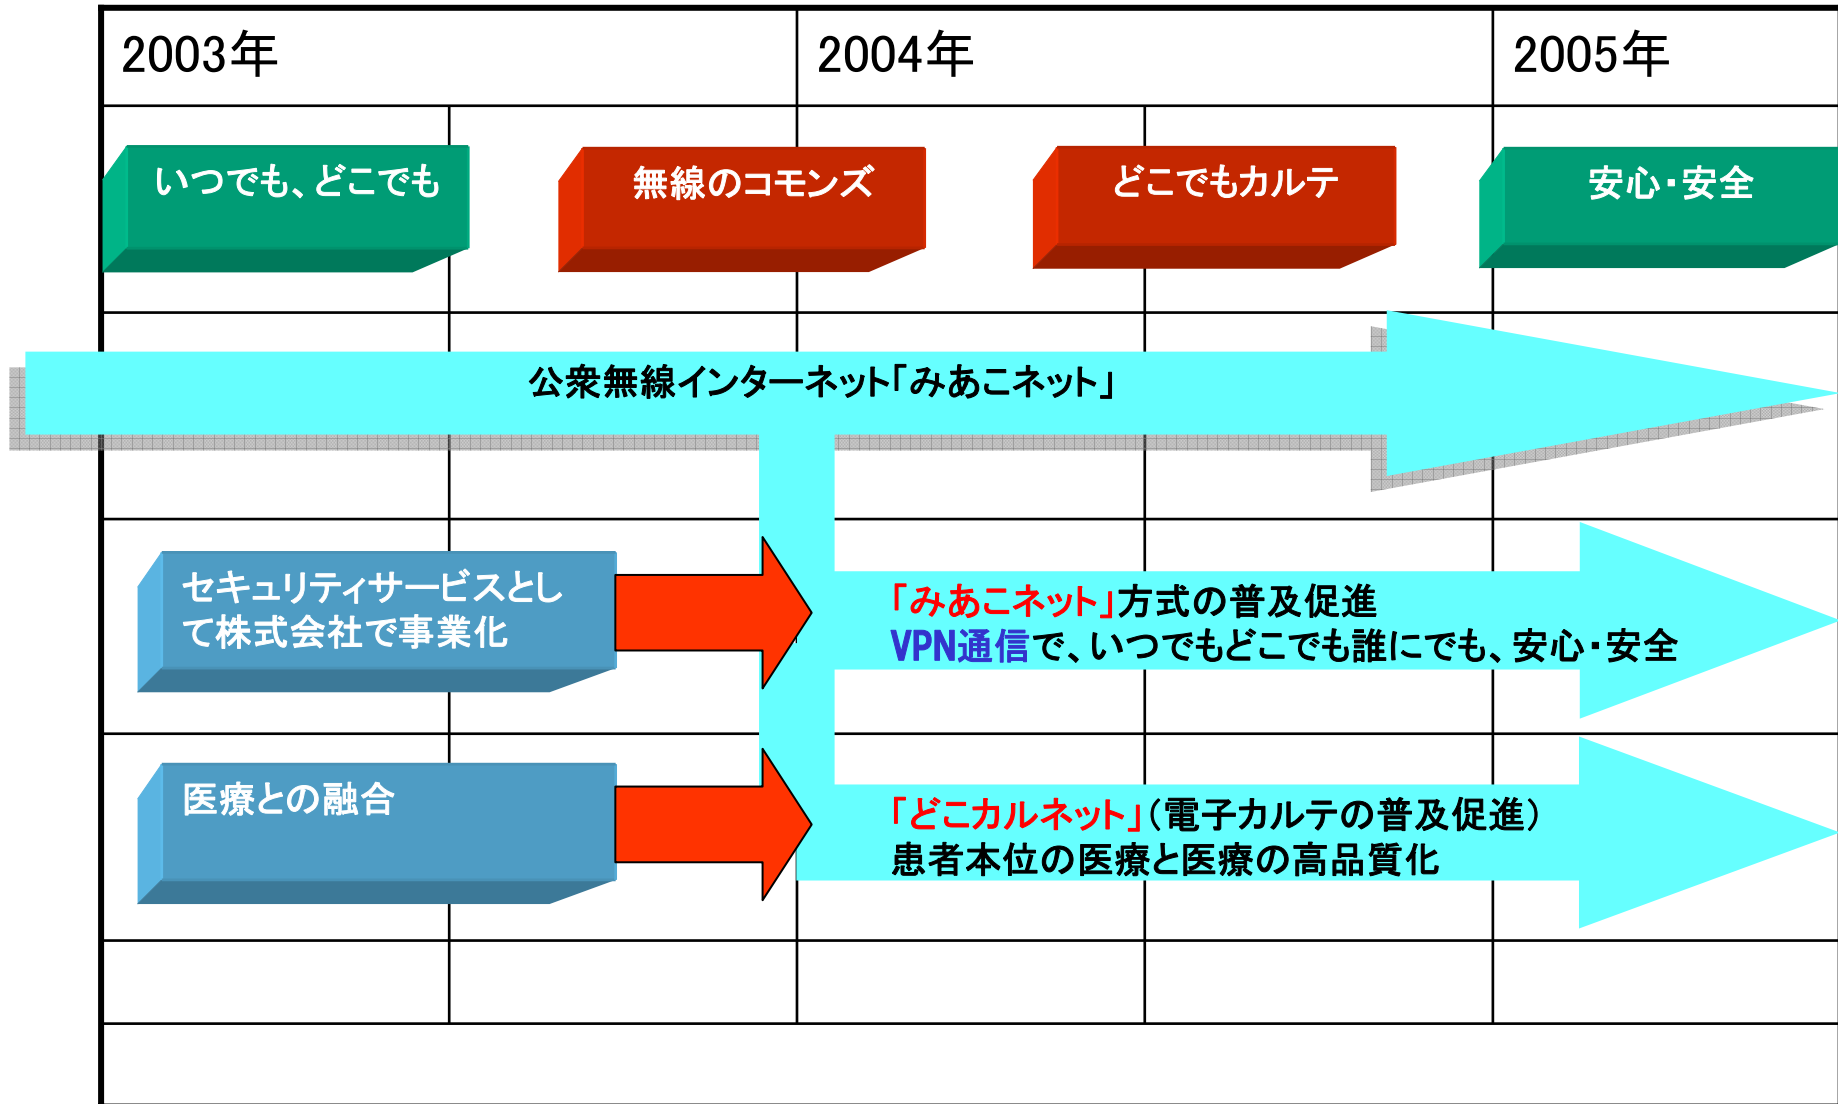 2003年
2004年
2005年
いつでも、どこでも
無線のコモンズ
どこでもカルテ
安心・安全
公衆無線インターネット「みあこネット」
セキュリティサービスとし
て株式会社で事業化
「みあこネット」方式の普及促進
VPN通信で、いつでもどこでも誰にでも、安心・安全
医療との融合
「どこカルネット」(電子カルテの普及促進)
患者本位の医療と医療の高品質化